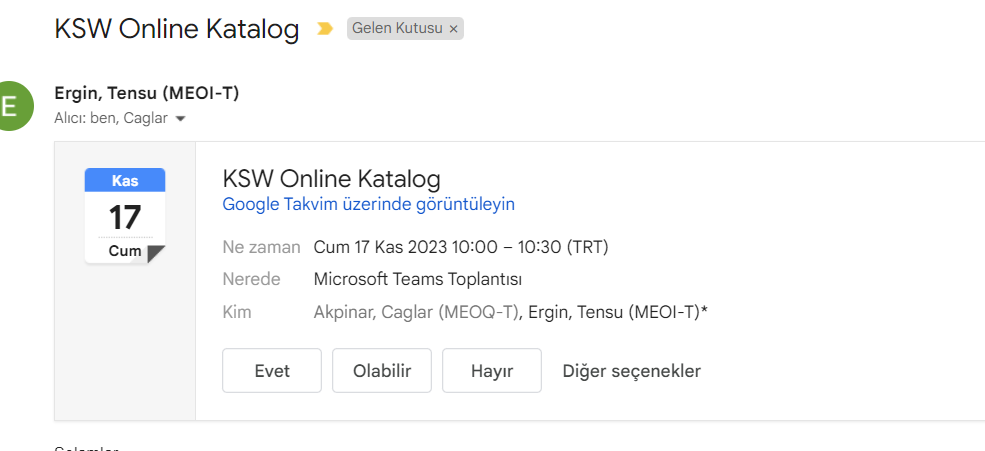 KSW Online Katalog
Gelen Kutusu ×
E
Ergin, Tensu (MEOI-T)
Alıcı: ben, Caglar
Kas
17
Cum
KSW Online Katalog
Google Takvim üzerinde görüntüleyin
Ne zaman Cum 17 Kas 2023 10:00 – 10:30 (TRT)
Nerede Microsoft Teams Toplantısı
Kim Akpinar, Caglar (MEOQ-T), Ergin, Tensu (MEOI-T)*
Evet Olabilir Hayır Diğer seçenekler